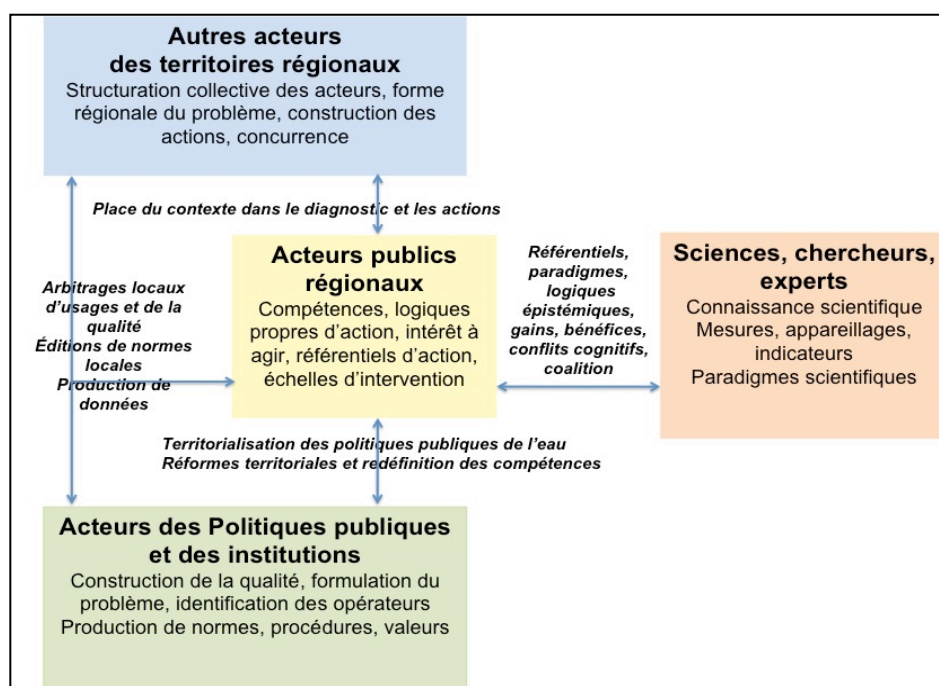 Autres acteurs
des territoires régionaux
Structuration collective des acteurs, forme
régionale du problème, construction des
actions, concurrence
Place du contexte dans le diagnostic et les actions
Arbitrages locaux
d’usages et de la
qualité
Éditions de normes
locales
Production de
données
Acteurs publics
régionaux
Compétences, logiques
propres d’action, intérêt à
agir, référentiels d’action,
échelles d’intervention
Référentiels,
paradigmes,
logiques
épistémiques,
gains, bénéfices,
conflits cognitifs,
coalition
Sciences, chercheurs,
experts
Connaissance scientifique
Mesures, appareillages,
indicateurs
Paradigmes scientifiques
Territorialisation des politiques publiques de l’eau
Réformes territoriales et redéfinition des compétences
Acteurs des Politiques publiques
et des institutions
Construction de la qualité, formulation du
problème, identification des opérateurs
Production de normes, procédures, valeurs